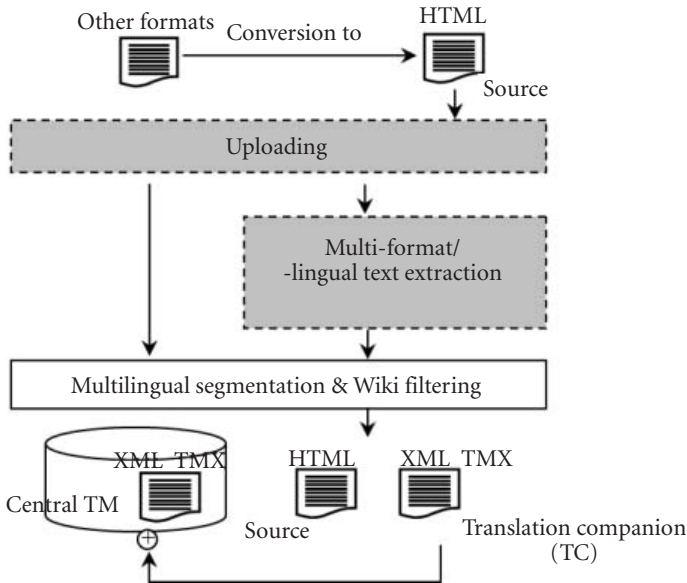 Other formats
Conversion to
HTML
Source
Uploading
Multi-format/
-lingual text extraction
Multilingual segmentation & Wiki filtering
XML TMX
HTML
XML TMX
Central TM
Source
Translation companion
(TC)